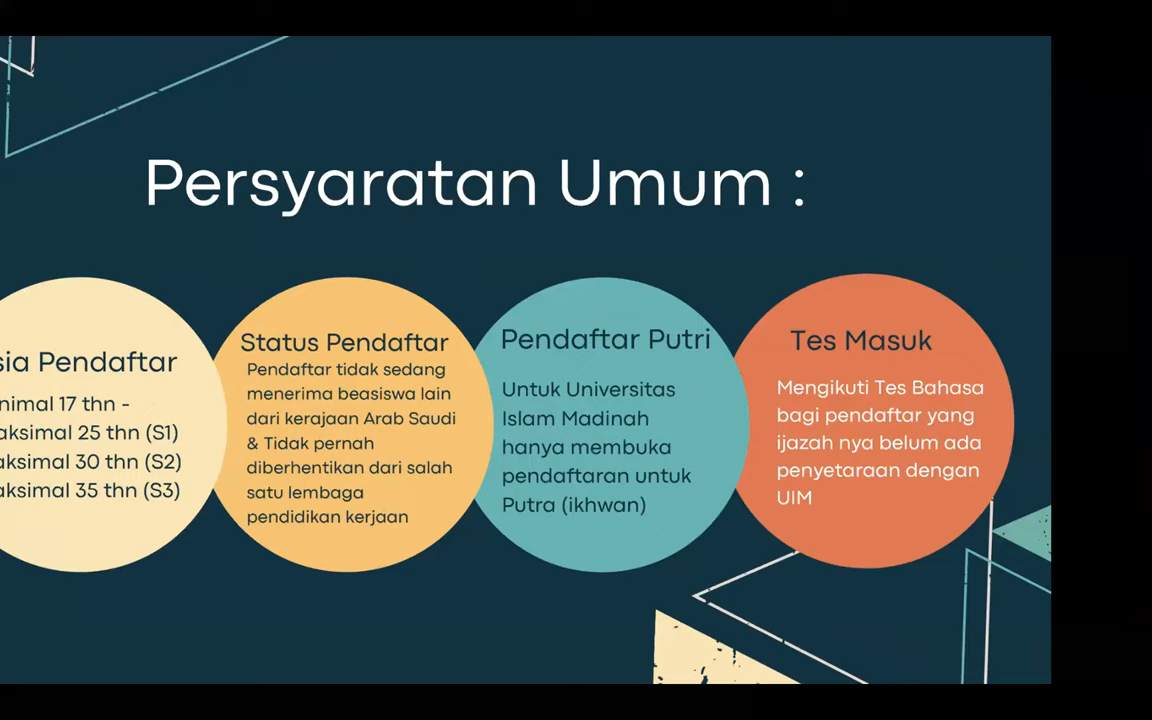 Persyaratan Umum :
sia Pendaftar
nimal 17 thn -
aksimal 25 thn (S1)
aksimal 30 thn (S2)
aksimal 35 thn (S3)
Status Pendaftar
Pendaftar tidak sedang
menerima beasiswa lain
dari kerajaan Arab Saudi
& Tidak pernah
diberhentikan dari salah
satu lembaga
pendidikan kerjaan
Pendaftar Putri
Untuk Universitas
Islam Madinah
hanya membuka
pendaftaran untuk
Putra (ikhwan)
Tes Masuk
Mengikuti Tes Bahasa
bagi pendaftar yang
ijazah nya belum ada
penyetaraan dengan
UIM